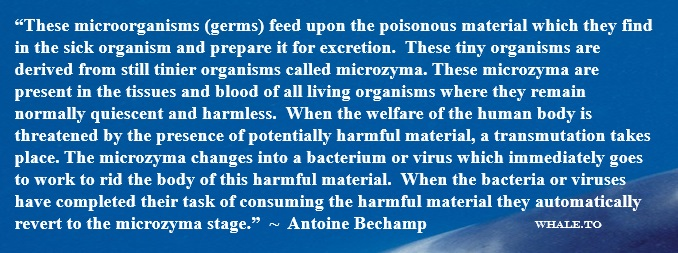 “These microorganisms (germs) feed upon the poisonous material which they find
in the sick organism and prepare it for excretion.  These tiny organisms are
derived from still tinier organisms called microzyma. These microzyma are
present in the tissues and blood of all living organisms where they remain
normally quiescent and harmless.  When the welfare of the human body is
threatened by the presence of potentially harmful material, a transmutation takes
place. The microzyma changes into a bacterium or virus which immediately goes
to work to rid the body of this harmful material.  When the bacteria or viruses
have completed their task of consuming the harmful material they automatically
revert to the microzyma stage.”  ~  Antoine Bechamp
WHALE.TO